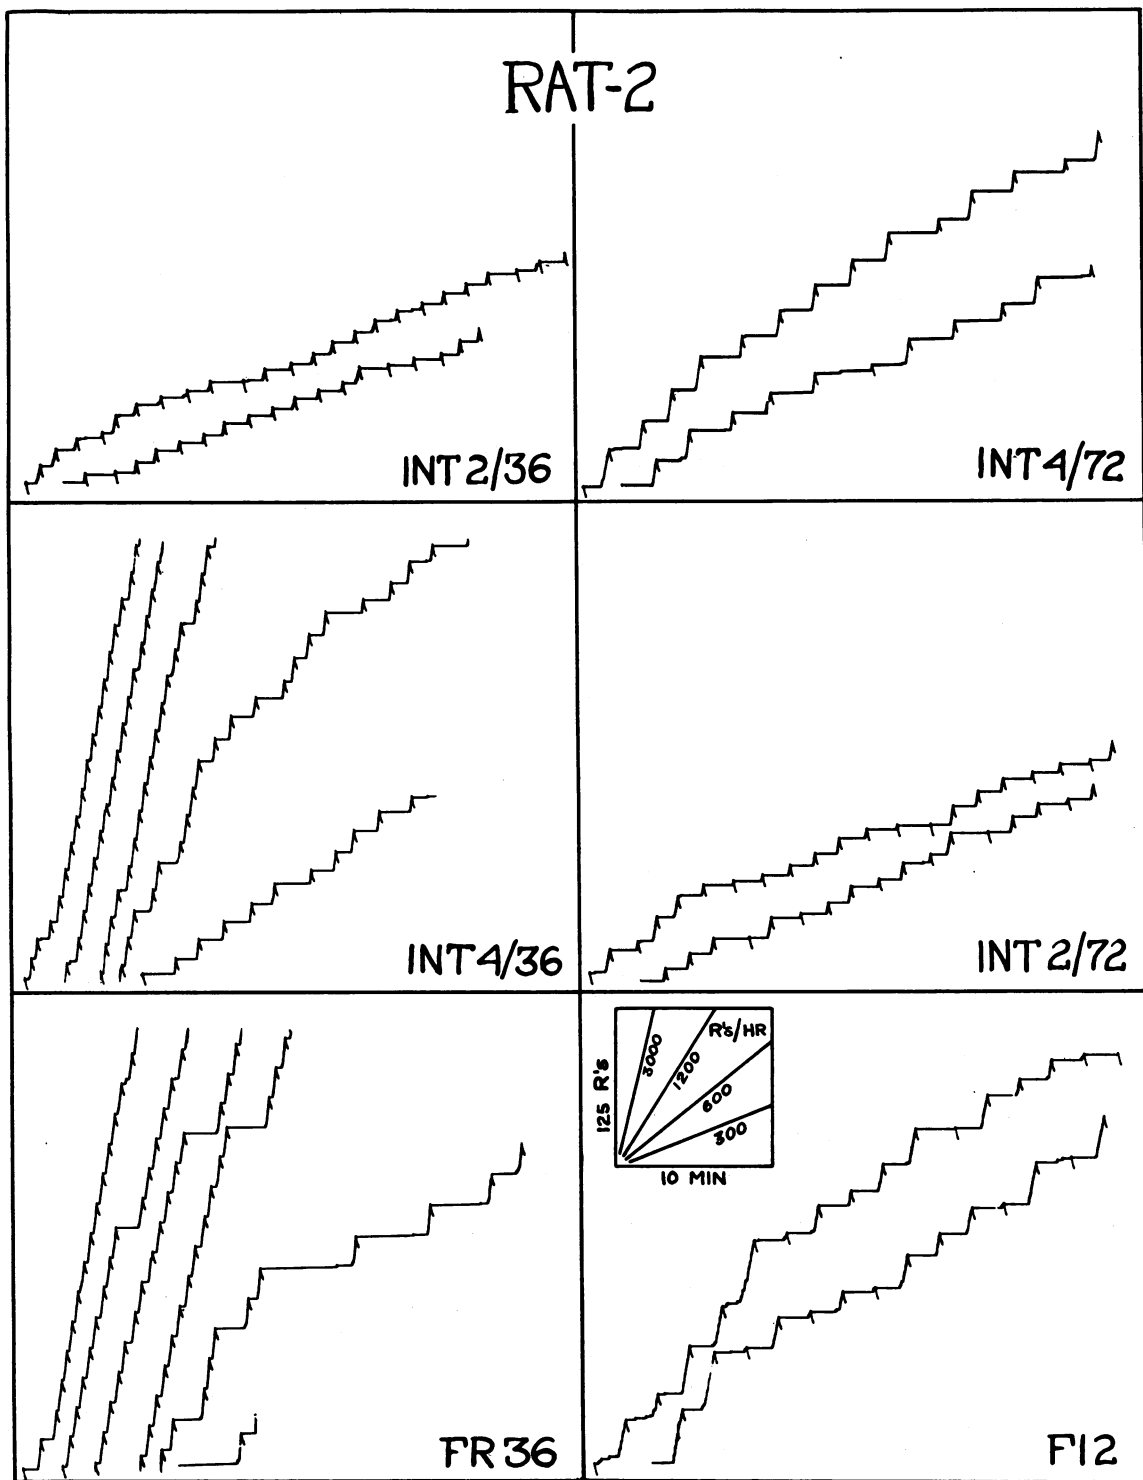 RAT-2
INT 2/36
INT 4/72
INT 4/36
INT 2/72
FR 36
125 R's
3000
1200
600
300
R's/HR
10 MIN
FI2